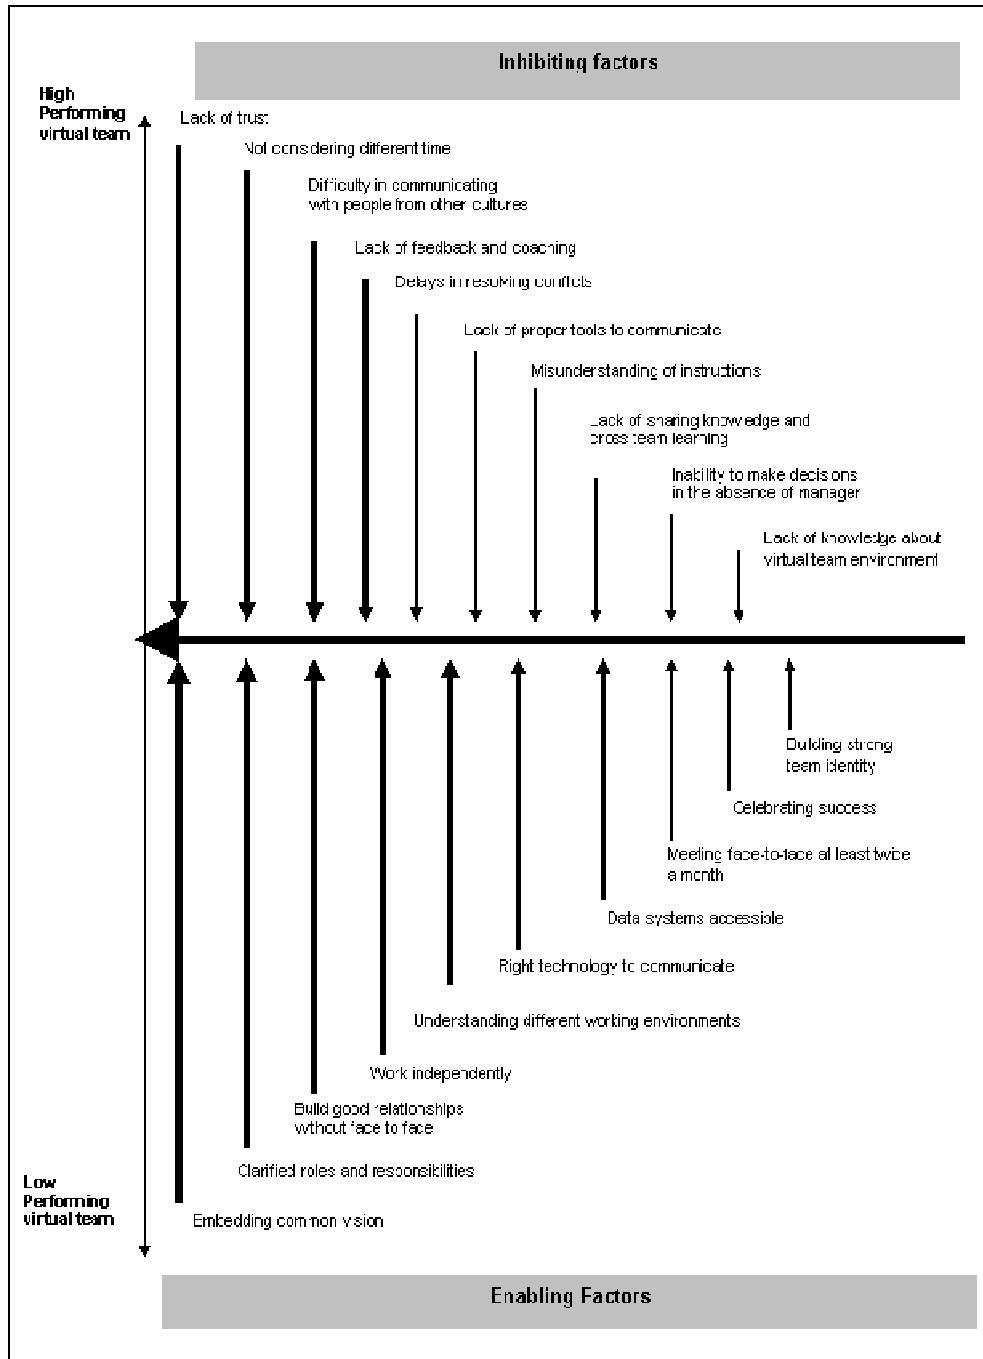 Inhibiting factors
High
Performing
virtual team
Lack of trust
Not considering different time
Difficulty in communicating
with people from other cultures
Lack of feedback and coaching
Delays in resolving conflicts
Lack of proper tools to communicate
Misunderstanding of instructions
Lack of sharing knowledge and
cross team learning
Inability to make decisions
in the absence of manager
Lack of knowledge about
virtual team environment
Building strong
team identity
Celebrating success
Meeting face-to-face at least twice
a month
Data systems accessible
Right technology to communicate
Understanding different working environments
Work independently
Build good relationships
without face to face
Clarified roles and responsibilities
Low
Performing
virtual team
Embedding common vision
Enabling Factors